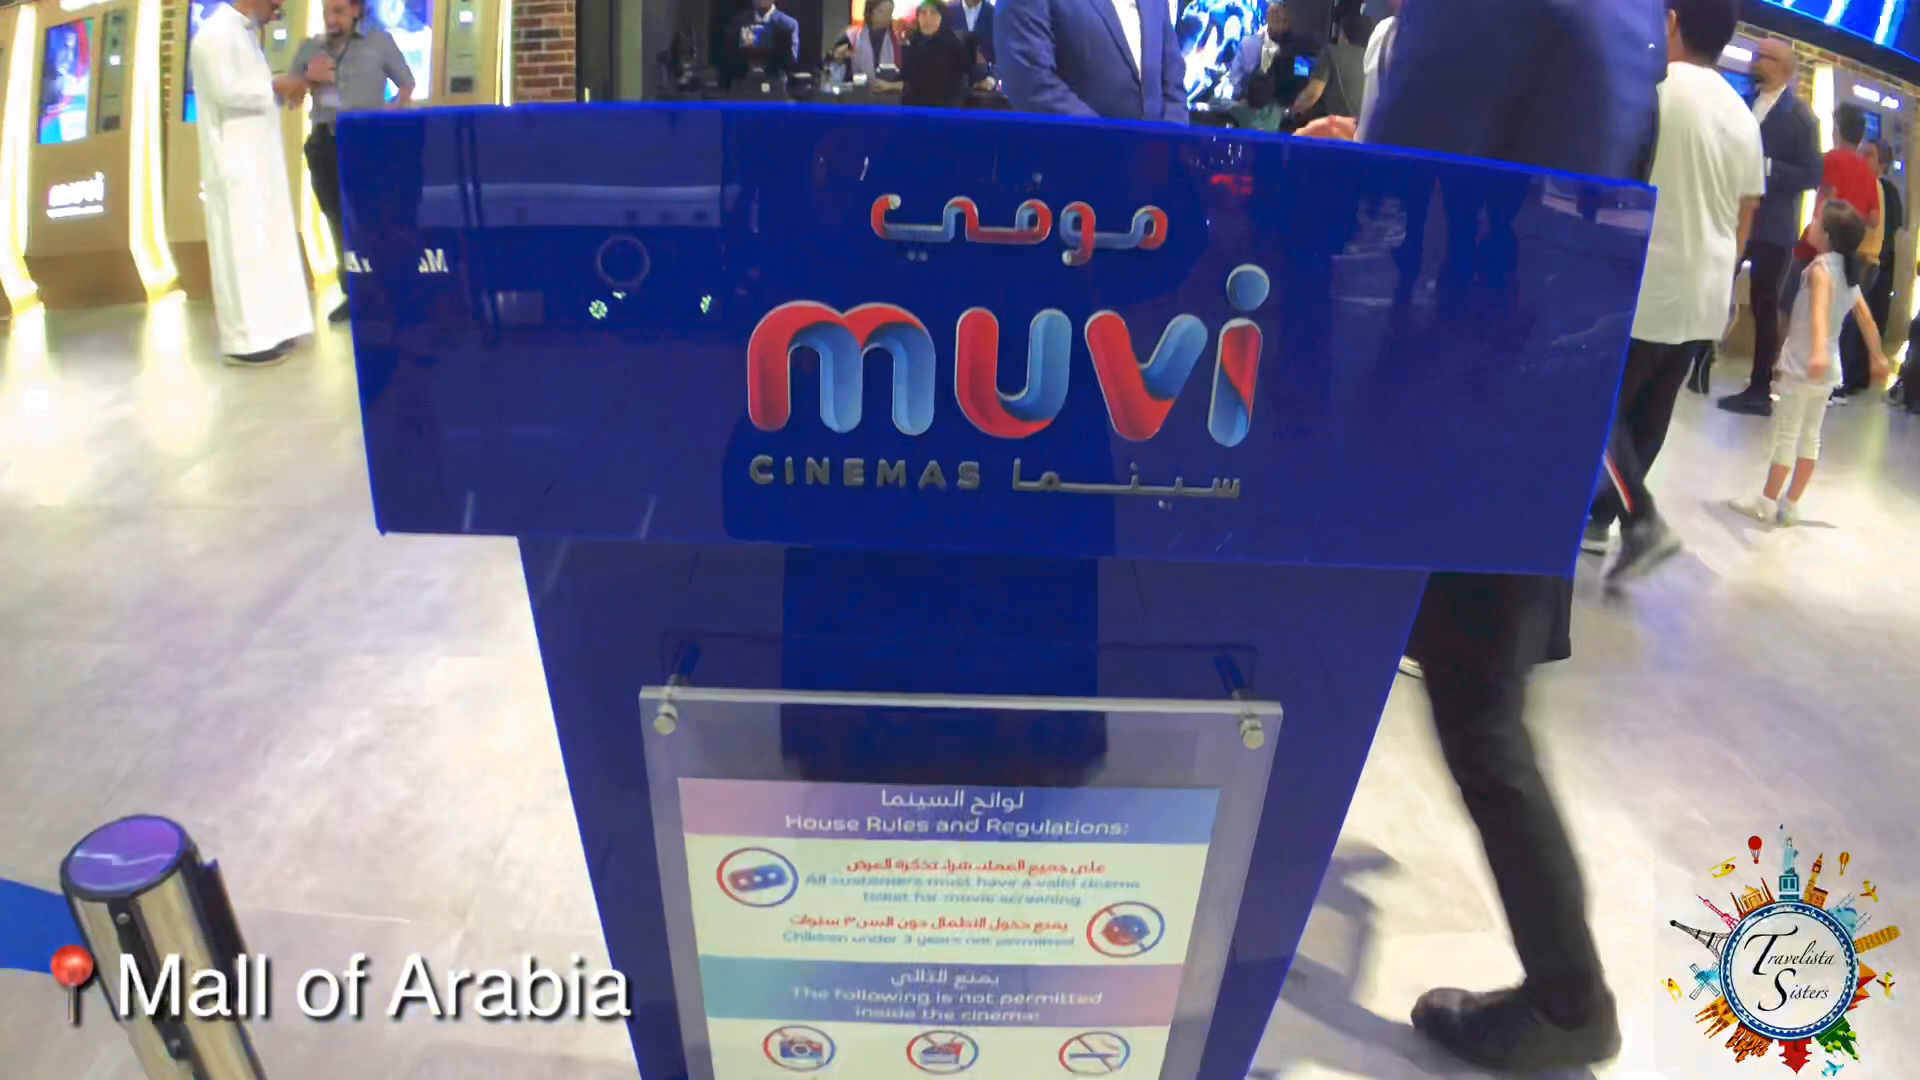 muvi
موفي
muvi
CINEMAS سينما
لوائح السينما
House Rules and Regulations:
على جميع العملاء شراء تذكرة العرض
All customers must have a valid cinema
ticket for movie screening
يمنع دخول الأطفال دون السن ٣ سنوات
Children under 3 years not permitted
يمنع التالي
The following is not permitted
inside the cinema:
Mall of Arabia
Travelista
Sisters